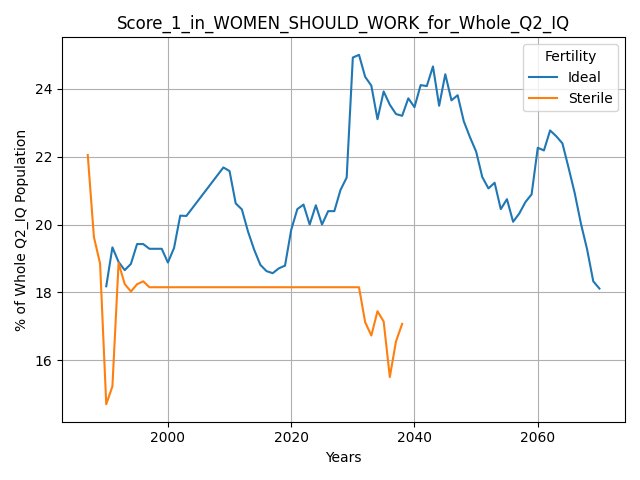 Score_1_in_WOMEN_SHOULD_WORK_for_Whole_Q2_IQ
Fertility
Ideal
Sterile
% of Whole Q2_IQ Population
24
22
20
18
16
2000
2020
2040
2060
Years